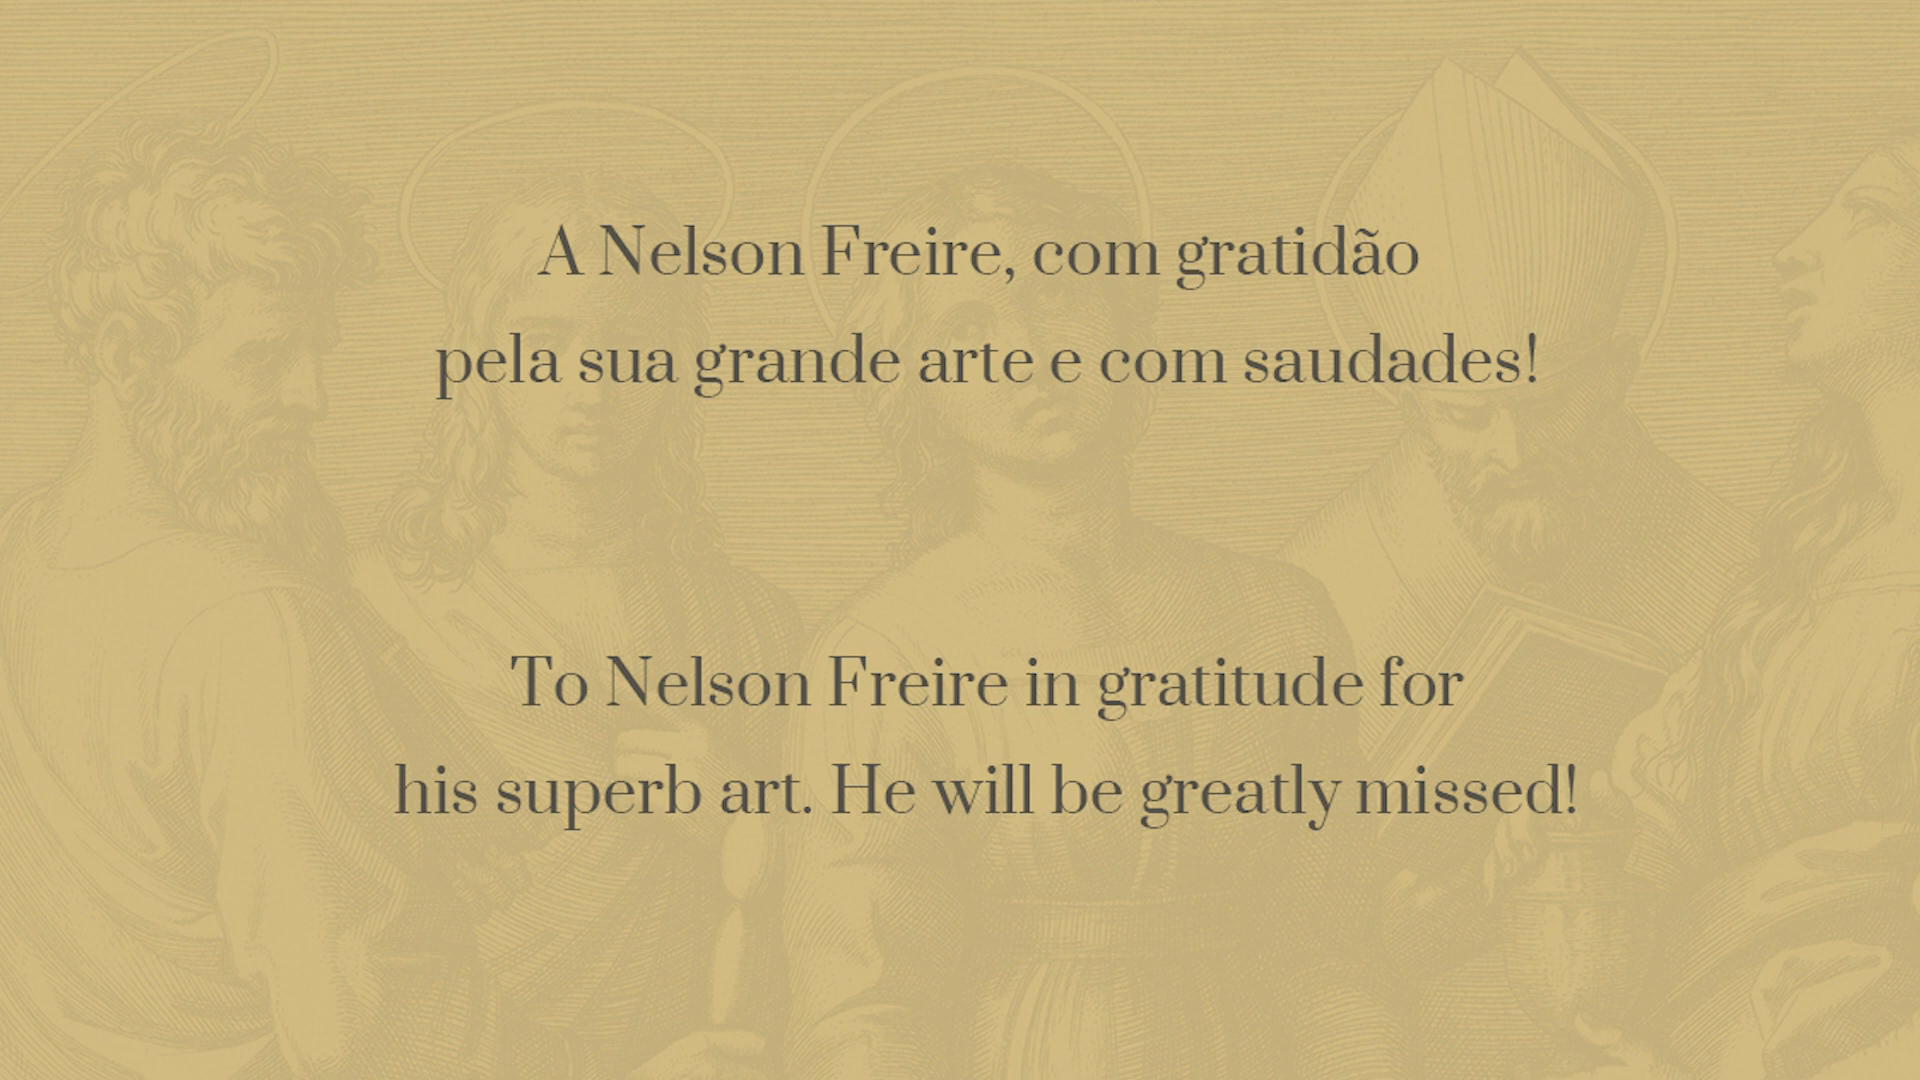 A Nelson Freire, com gratidão
pela sua grande arte e com saudades!
To Nelson Freire in gratitude for
his superb art. He will be greatly missed!